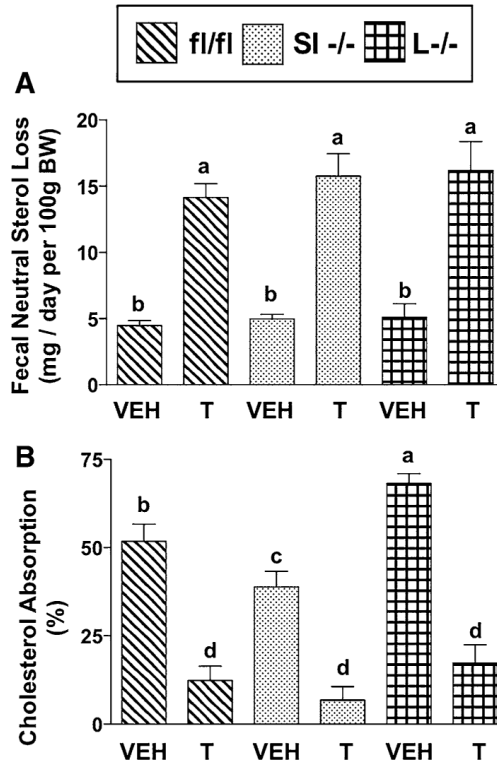 fl/fl SI -/- L-/-
A
Fecal Neutral Sterol Loss
(mg / day per 100g BW)
20
15
10
5
0
b a b a b a
VEH T VEH T VEH T
B
Cholesterol Absorption
(%)
75
50
25
0
b d c d a d
VEH T VEH T VEH T